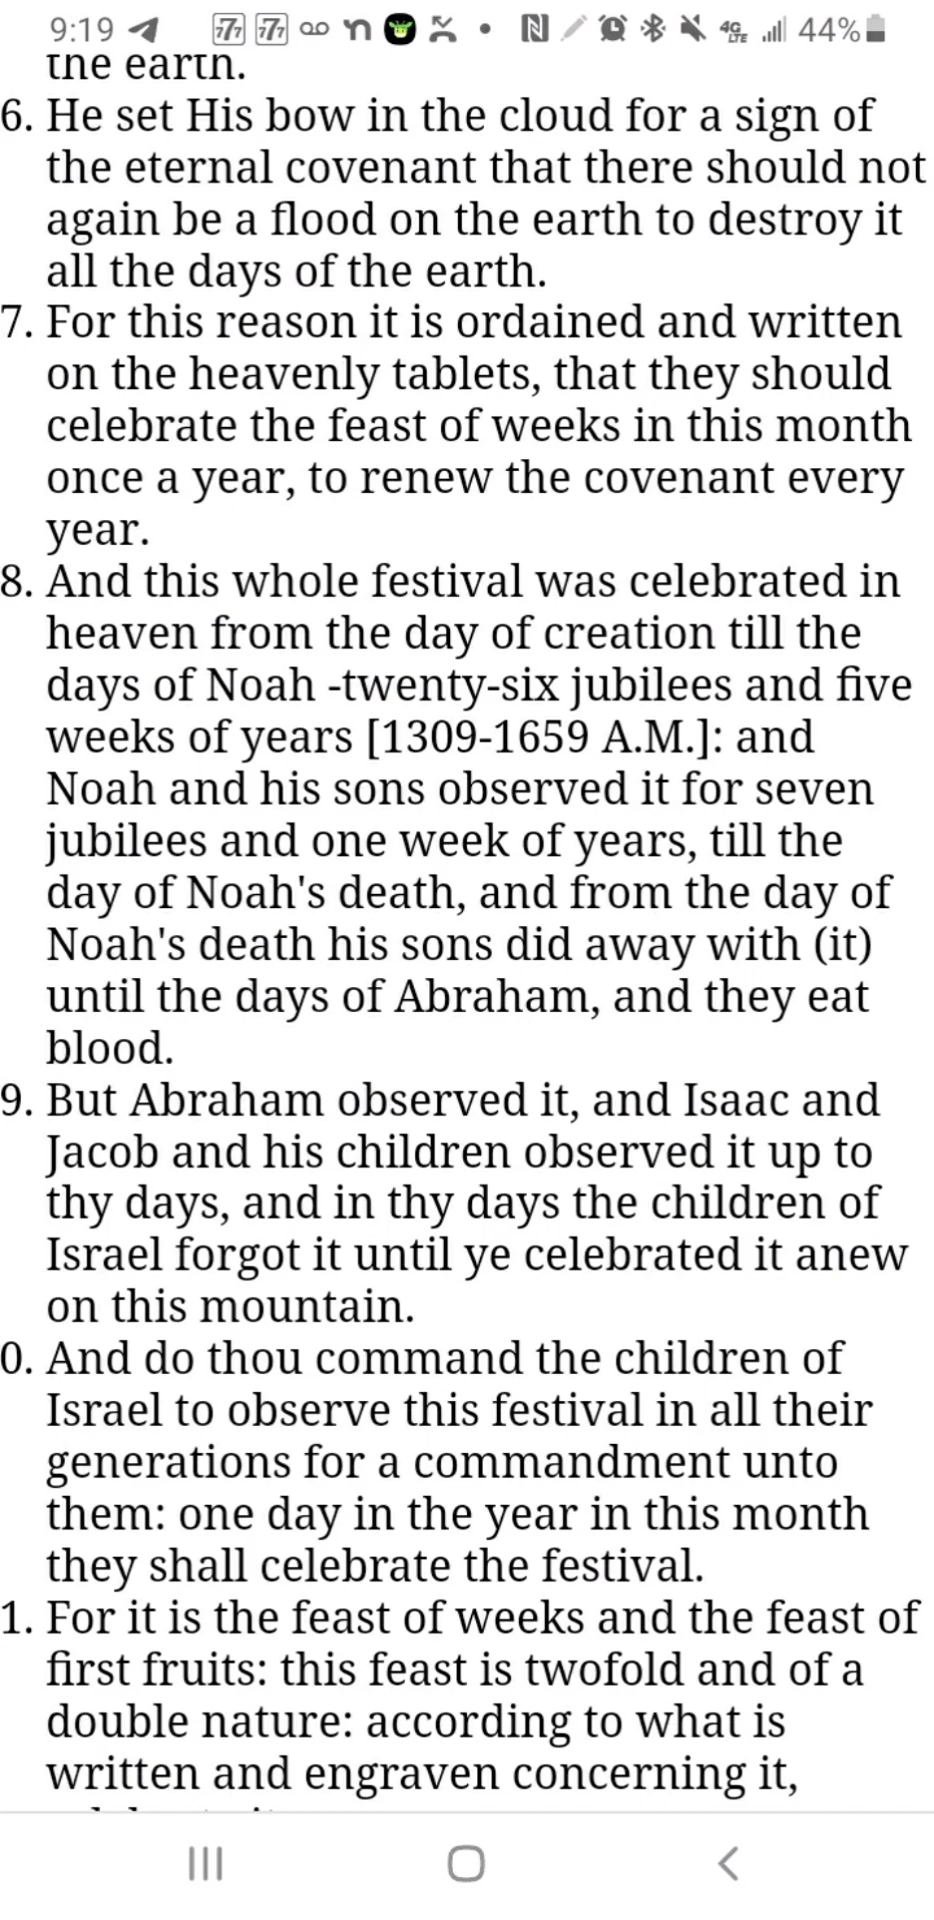 9:19 777 777 n N 4G LTE 44%
the earth.
6. He set His bow in the cloud for a sign of
the eternal covenant that there should not
again be a flood on the earth to destroy it
all the days of the earth.
7. For this reason it is ordained and written
on the heavenly tablets, that they should
celebrate the feast of weeks in this month
once a year, to renew the covenant every
year.
8. And this whole festival was celebrated in
heaven from the day of creation till the
days of Noah -twenty-six jubilees and five
weeks of years [1309-1659 A.M.]: and
Noah and his sons observed it for seven
jubilees and one week of years, till the
day of Noah's death, and from the day of
Noah's death his sons did away with (it)
until the days of Abraham, and they eat
blood.
9. But Abraham observed it, and Isaac and
Jacob and his children observed it up to
thy days, and in thy days the children of
Israel forgot it until ye celebrated it anew
on this mountain.
0. And do thou command the children of
Israel to observe this festival in all their
generations for a commandment unto
them: one day in the year in this month
they shall celebrate the festival.
1. For it is the feast of weeks and the feast of
first fruits: this feast is twofold and of a
double nature: according to what is
written and engraven concerning it,